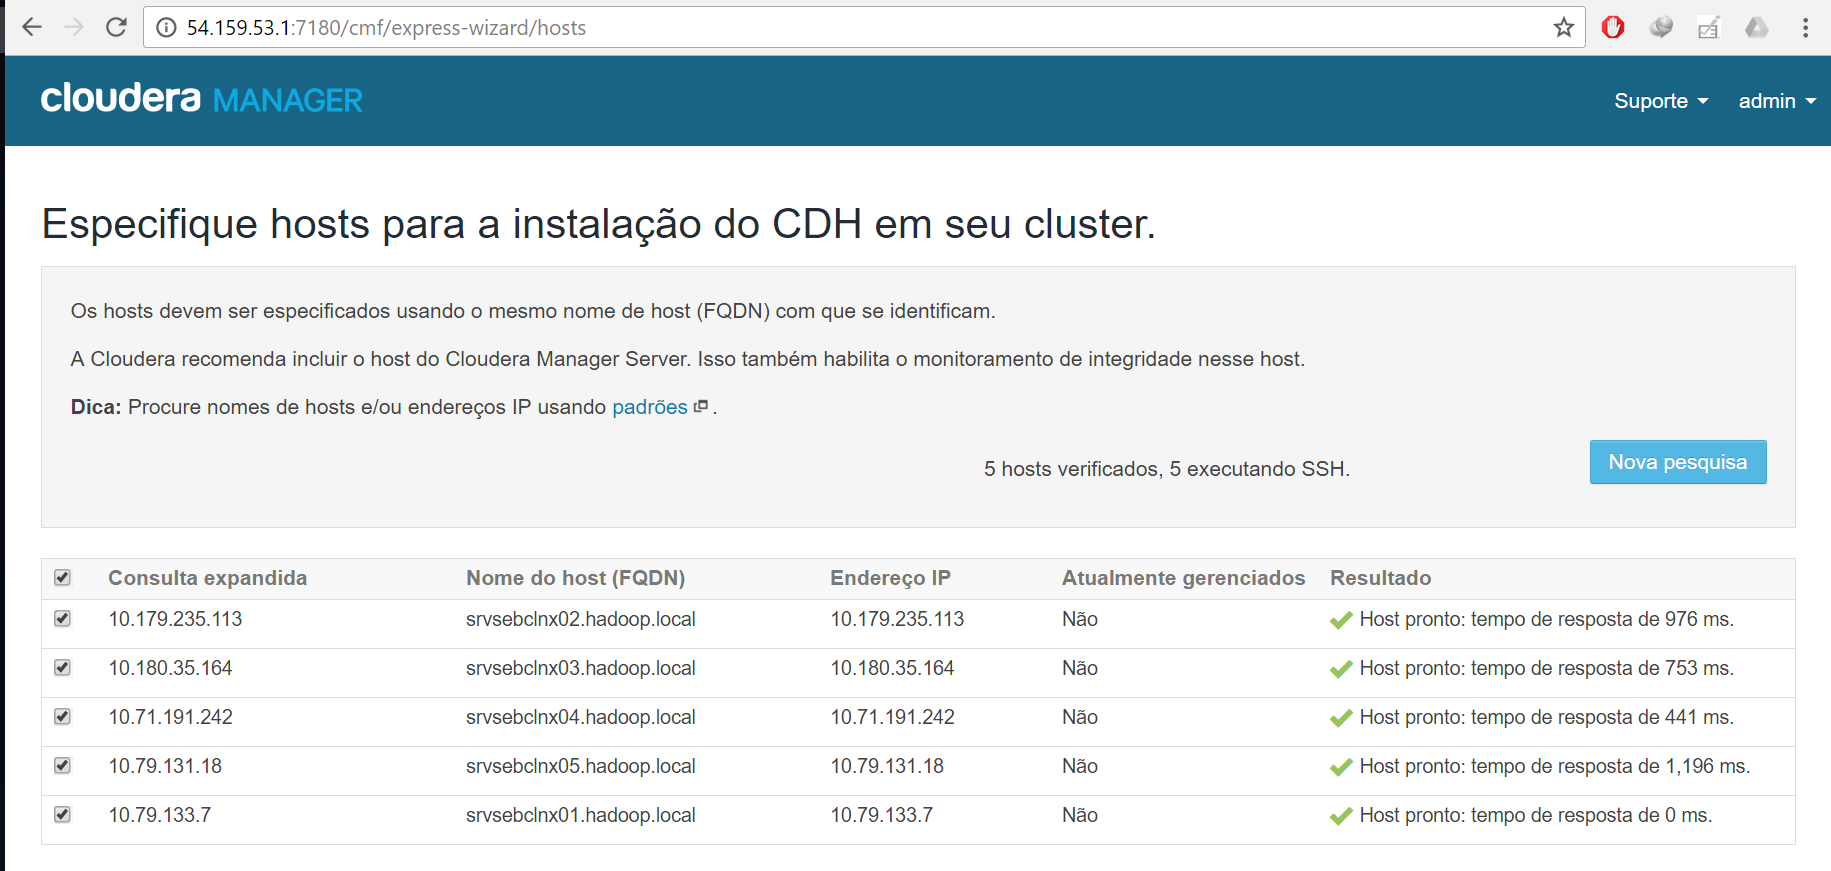 54.159.53.1:7180/cmf/express-wizard/hosts
cloudera MANAGER
Suporte admin
Especifique hosts para a instalação do CDH em seu cluster.
Os hosts devem ser especificados usando o mesmo nome de host (FQDN) com que se identificam.
A Cloudera recomenda incluir o host do Cloudera Manager Server. Isso também habilita o monitoramento de integridade nesse host.
Dica: Procure nomes de hosts e/ou endereços IP usando padrões .
5 hosts verificados, 5 executando SSH.
Nova pesquisa
Consulta expandida Nome do host (FQDN) Endereço IP Atualmente gerenciados Resultado
10.179.235.113 srvsebclnx02.hadoop.local 10.179.235.113 Não Host pronto: tempo de resposta de 976 ms.
10.180.35.164 srvsebclnx03.hadoop.local 10.180.35.164 Não Host pronto: tempo de resposta de 753 ms.
10.71.191.242 srvsebclnx04.hadoop.local 10.71.191.242 Não Host pronto: tempo de resposta de 441 ms.
10.79.131.18 srvsebclnx05.hadoop.local 10.79.131.18 Não Host pronto: tempo de resposta de 1,196 ms.
10.79.133.7 srvsebclnx01.hadoop.local 10.79.133.7 Não Host pronto: tempo de resposta de 0 ms.